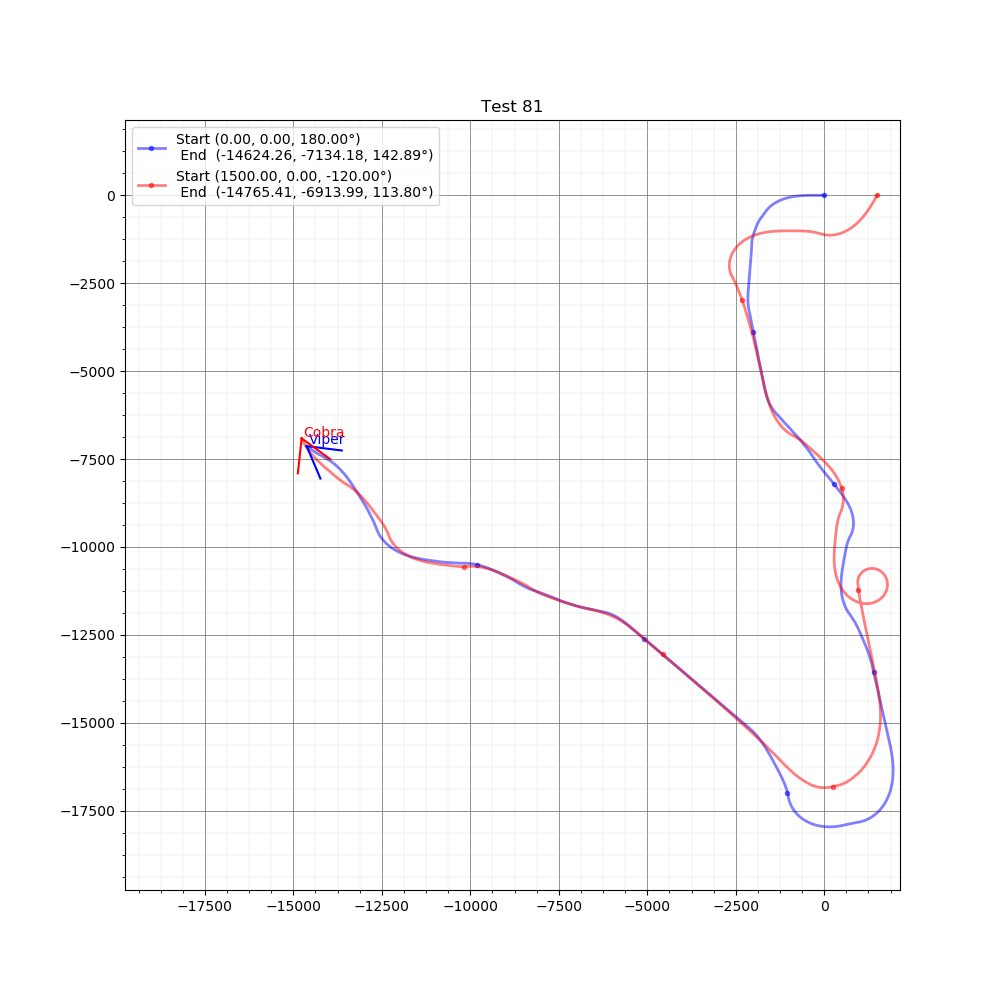 Test 81
Start (0.00, 0.00, 180.00°)
End (-14624.26, -7134.18, 142.89°)
Start (1500.00, 0.00, -120.00°)
End (-14765.41, -6913.99, 113.80°)
0
−2500
−5000
−7500
−10000
−12500
−15000
−17500
Cobra
Viper
−17500 −15000 −12500 −10000 −7500 −5000 −2500 0